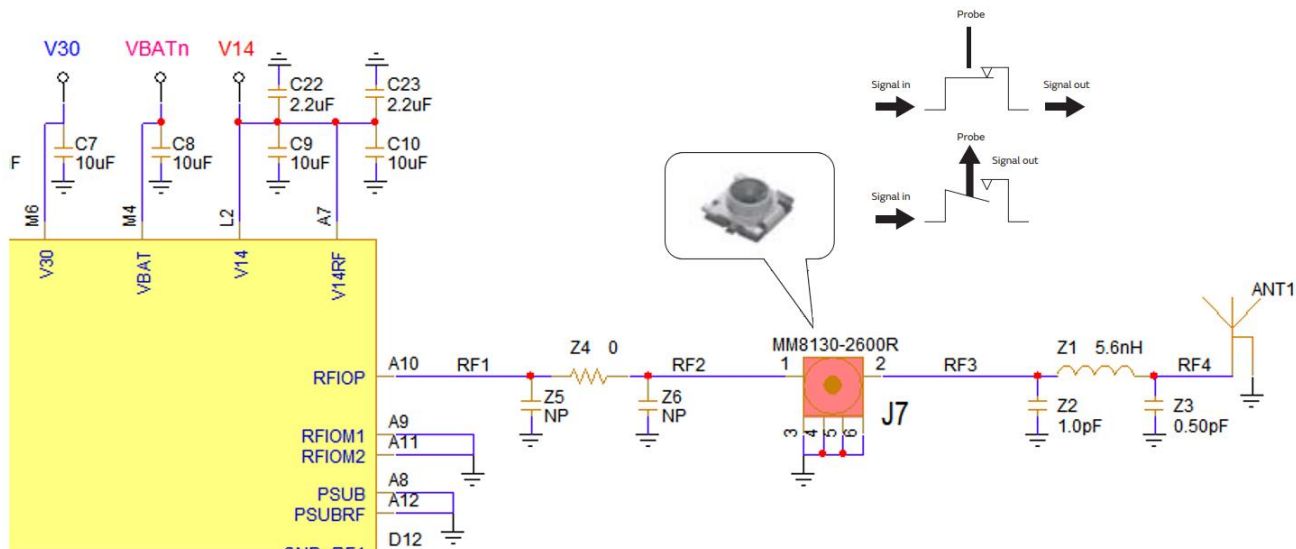 Probe
Signal in
Signal out
Probe
Signal out
Signal in
V30
VBATn
V14
C22
2.2uF
C23
2.2uF
C7
10uF
C8
10uF
C9
10uF
C10
10uF
F
M6
M4
L2
A7
V30
VBAT
V14
V14RF
MM8130-2600R
ANT1
RFIOP
A10
RF1
Z4 0
RF2
1
2
RF3
Z1 5.6nH
RF4
Z5
NP
Z6
NP
J7
3
4
5
6
Z2
1.0pF
Z3
0.50pF
RFIOM1
A9
RFIOM2
A11
PSUB
A8
PSUBRF
A12
D12